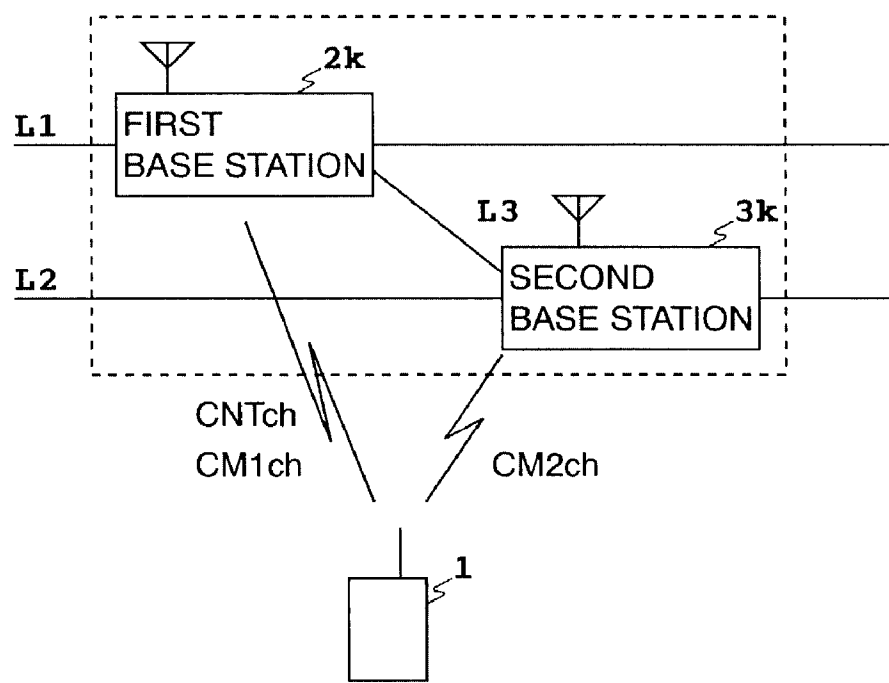 2k
L1
FIRST
BASE STATION
L3
3k
L2
SECOND
BASE STATION
CNTch
CM1ch
CM2ch
1